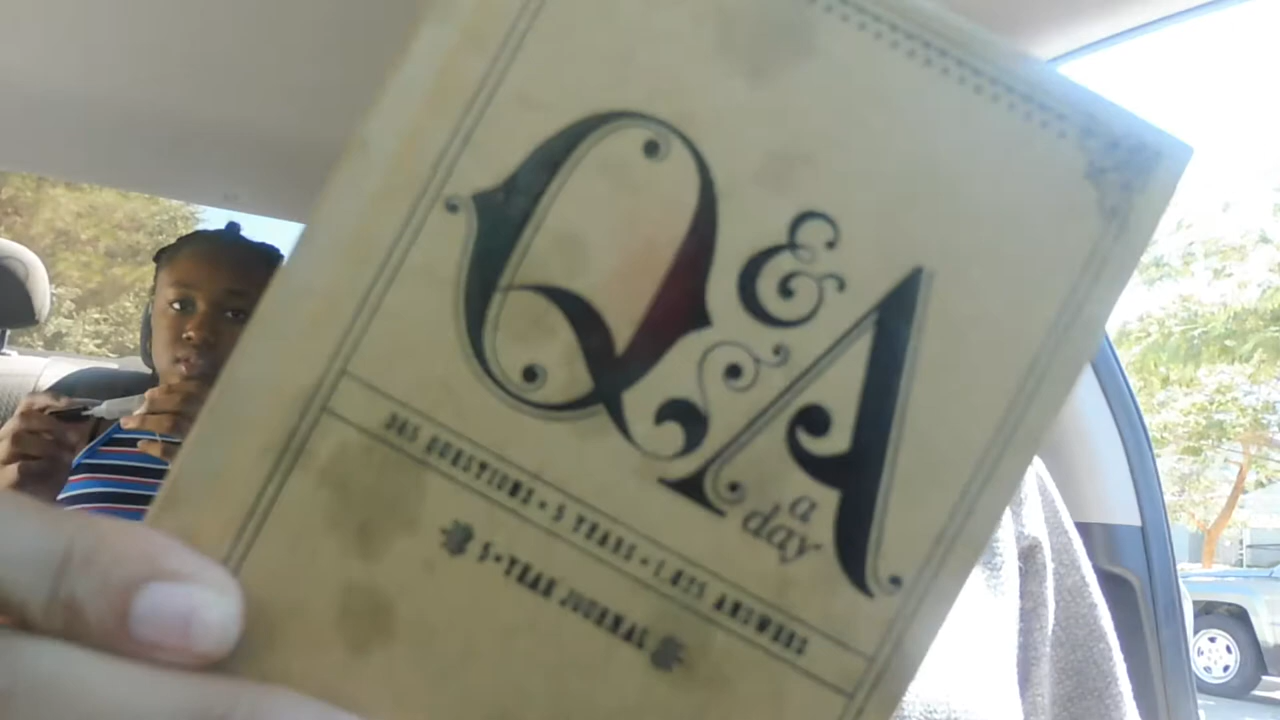 Q&A
a
day
365 QUESTIONS • 5 YEARS • 1,825 ANSWERS
5-YEAR JOURNAL